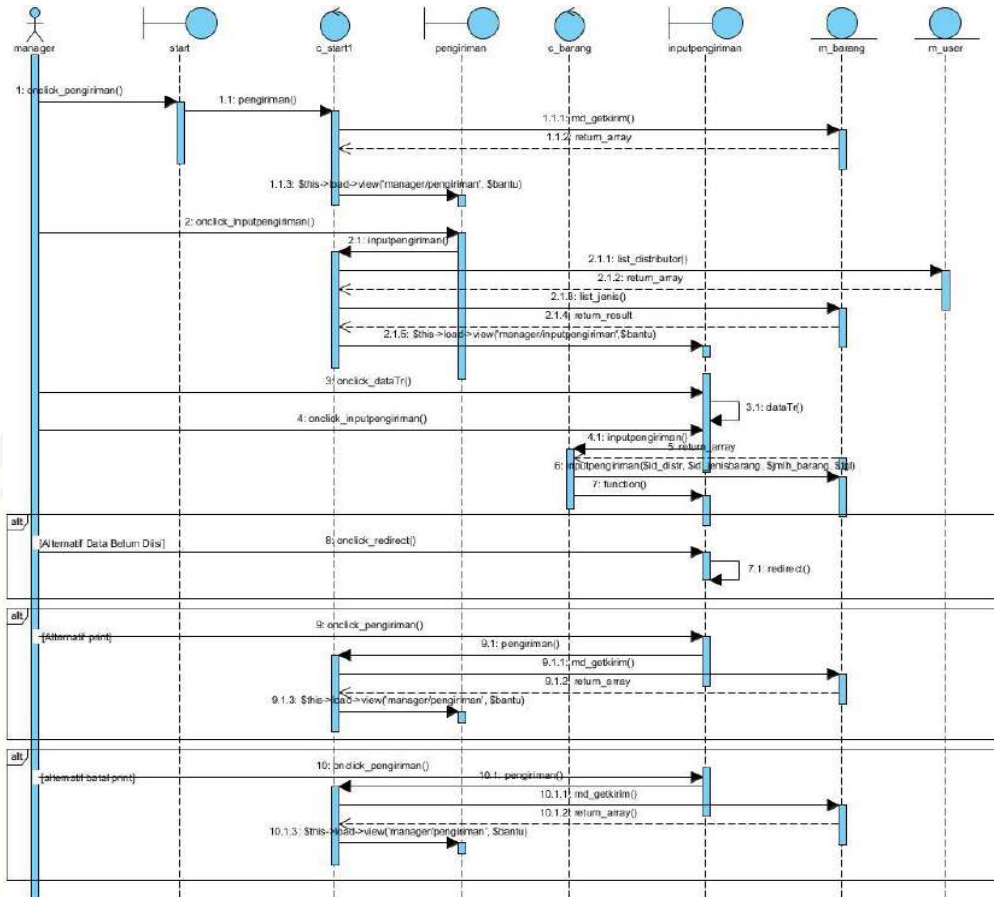 manager
start
c_start1
pengiriman
c_barang
inputpengiriman
m_barang
m_user
1: onclick_pengiriman()
1.1: pengiriman()
1.1.1: md_getkirim()
1.1.2: return_array
1.1.3: $this->load->view('manager/pengiriman', $bantu)
2: onclick_inputpengiriman()
2.1: inputpengiriman()
2.1.1: list_distributor()
2.1.2: return_array
2.1.3: list_jenis()
2.1.4: return_result
2.1.5: $this->load->view('manager/inputpengiriman',$bantu)
3: onclick_dataTr()
3.1: dataTr()
4: onclick_inputpengiriman()
4.1: inputpengiriman()
5: return_array
6: inputpengiriman($id_distr, $id_jenisbarang, $jmlh_barang, $tgl)
7: function()
alt
[Alternatif Data Belum Diisi]
8: onclick_redirect()
7.1: redirect()
alt
[Alternatif print]
9: onclick_pengiriman()
9.1: pengiriman()
9.1.1: md_getkirim()
9.1.2: return_array
9.1.3: $this->load->view('manager/pengiriman', $bantu)
alt
[alternatif batal print]
10: onclick_pengiriman()
10.1: pengiriman()
10.1.1: md_getkirim()
10.1.2: return_array()
10.1.3: $this->load->view('manager/pengiriman', $bantu)